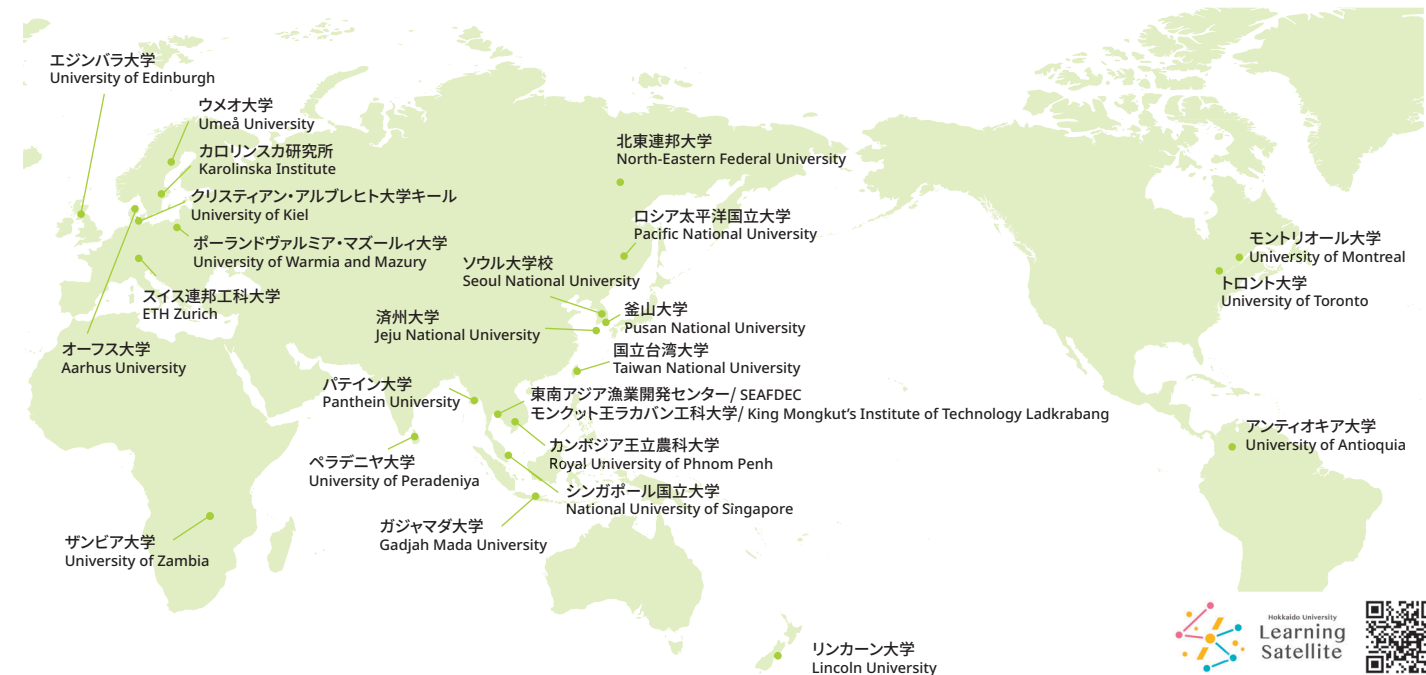 エジンバラ大学
University of Edinburgh
ウメオ大学
Umeå University
カロリンスカ研究所
Karolinska Institute
クリスティアン・アルブレヒト大学キール
University of Kiel
ポーランドヴァルミア・マズールィ大学
University of Warmia and Mazury
スイス連邦工科大学
ETH Zurich
オーフス大学
Aarhus University
北東連邦大学
North-Eastern Federal University
ロシア太平洋国立大学
Pacific National University
ソウル大学校
Seoul National University
釜山大学
Pusan National University
済州大学
Jeju National University
国立台湾大学
Taiwan National University
パテイン大学
Panthein University
東南アジア漁業開発センター/ SEAFDEC
モンクット王ラカバン工科大学/ King Mongkut's Institute of Technology Ladkrabang
カンボジア王立農科大学
Royal University of Phnom Penh
ペラデニヤ大学
University of Peradeniya
シンガポール国立大学
National University of Singapore
ガジャマダ大学
Gadjah Mada University
ザンビア大学
University of Zambia
モントリオール大学
University of Montreal
トロント大学
University of Toronto
アンティオキア大学
University of Antioquia
リンカーン大学
Lincoln University
Hokkaido University
Learning
Satellite